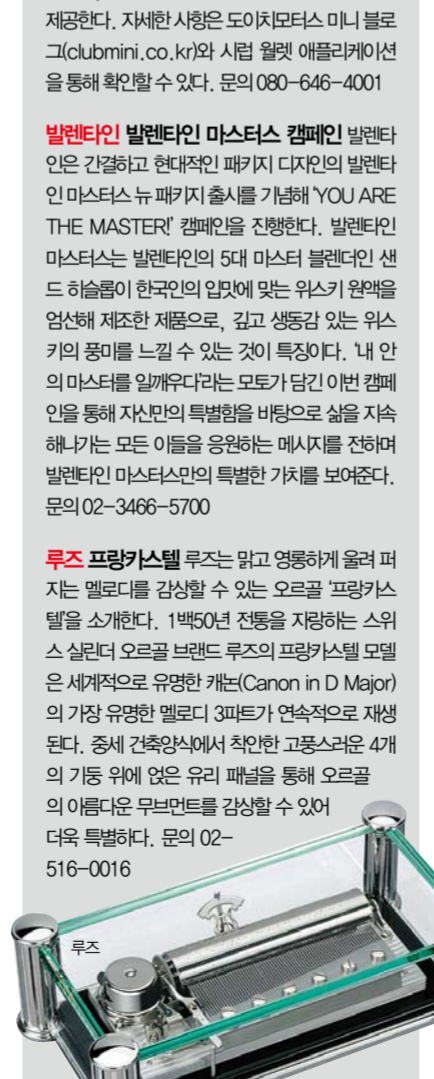 제공한다. 자세한 사항은 도이치모터스 미니 블로
그(clubmini.co.kr)와 시럽 월렛 애플리케이션
을 통해 확인할 수 있다. 문의 080-646-4001
발렌타인 발렌타인 마스터스 캠페인 발렌타
인은 간결하고 현대적인 패키지 디자인의 발렌타
인 마스터스 뉴 패키지 출시를 기념해 ‘YOU ARE
THE MASTER!’ 캠페인을 진행한다. 발렌타인
마스터스는 발렌타인의 5대 마스터 블렌더인 샌
드 히슬롭이 한국인의 입맛에 맞는 위스키 원액을
엄선해 제조한 제품으로, 깊고 생동감 있는 위스
키의 풍미를 느낄 수 있는 것이 특징이다. ‘내 안
의 마스터를 일깨우다’라는 모토가 담긴 이번 캠페
인을 통해 자신만의 특별함을 바탕으로 삶을 지속
해나가는 모든 이들을 응원하는 메시지를 전하며
발렌타인 마스터스만의 특별한 가치를 보여준다.
문의 02-3466-5700
루즈 프랑카스텔 루즈는 맑고 영롱하게 울려 퍼
지는 멜로디를 감상할 수 있는 오르골 ‘프랑카스
텔’을 소개한다. 1백50년 전통을 자랑하는 스위
스 실린더 오르골 브랜드 루즈의 프랑카스텔 모델
은 세계적으로 유명한 캐논(Canon in D Major)
의 가장 유명한 멜로디 3파트가 연속적으로 재생
된다. 중세 건축양식에서 착안한 고풍스러운 4개
의 기둥 위에 얹은 유리 패널을 통해 오르골
의 아름다운 무브먼트를 감상할 수 있어
더욱 특별하다. 문의 02-
516-0016
루즈